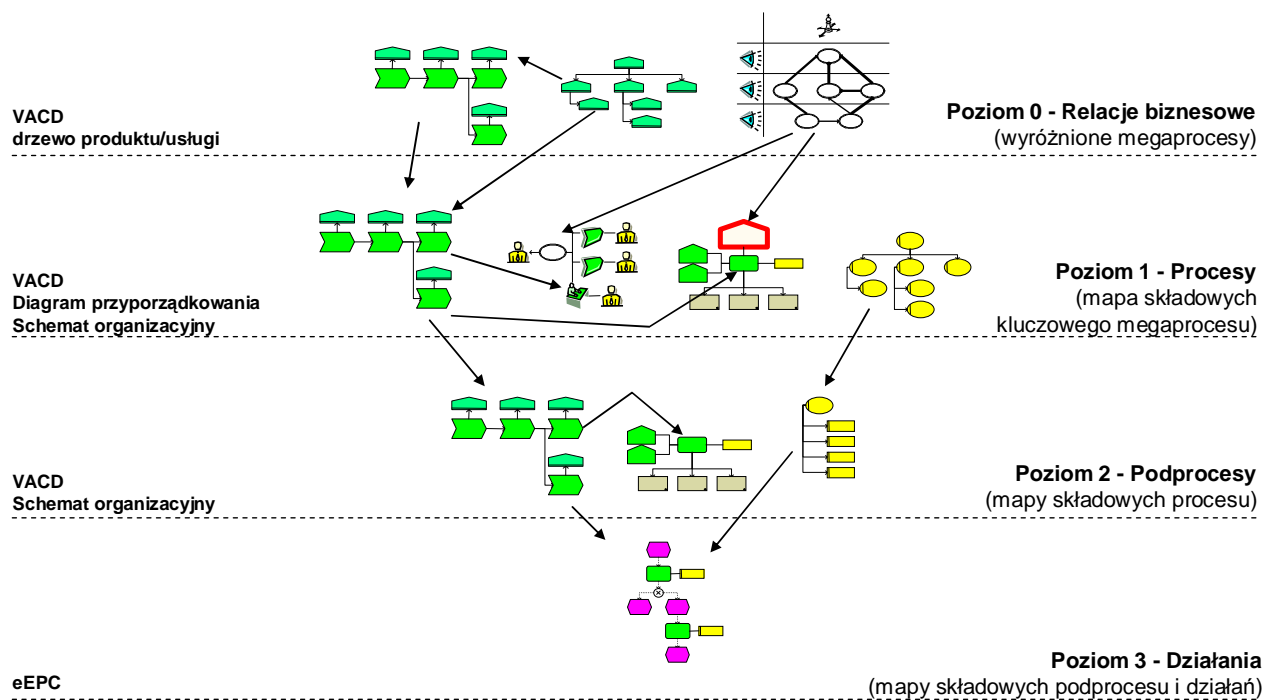 VACD
drzewo produktu/usługi
Poziom 0 - Relacje biznesowe
(wyróżnione megaprocesy)
VACD
Diagram przyporządkowania
Schemat organizacyjny
Poziom 1 - Procesy
(mapa składowych
kluczowego megaprocesu)
VACD
Schemat organizacyjny
Poziom 2 - Podprocesy
(mapy składowych procesu)
eEPC
Poziom 3 - Działania
(mapy składowych podprocesu i działań)